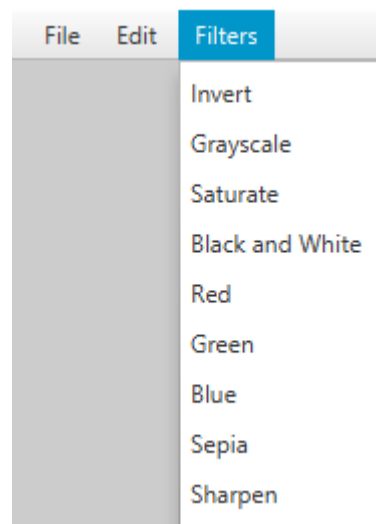 File Edit Filters
Invert
Grayscale
Saturate
Black and White
Red
Green
Blue
Sepia
Sharpen